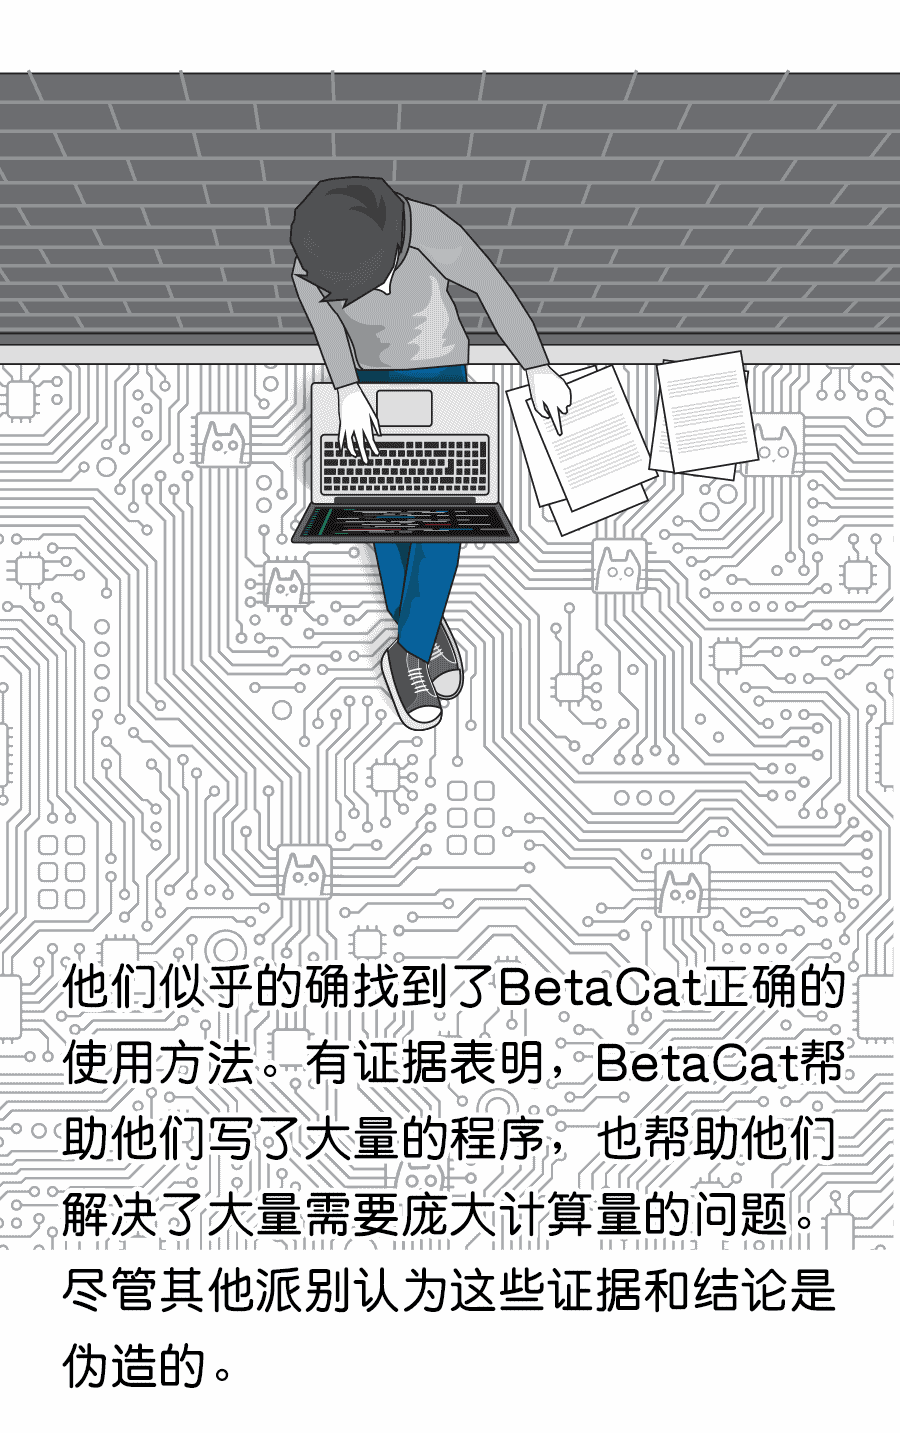 他们似乎的确找到了BetaCat正确的
使用方法。有证据表明，BetaCat帮
助他们写了大量的程序，也帮助他们
解决了大量需要庞大计算量的问题。
尽管其他派别认为这些证据和结论是
伪造的。